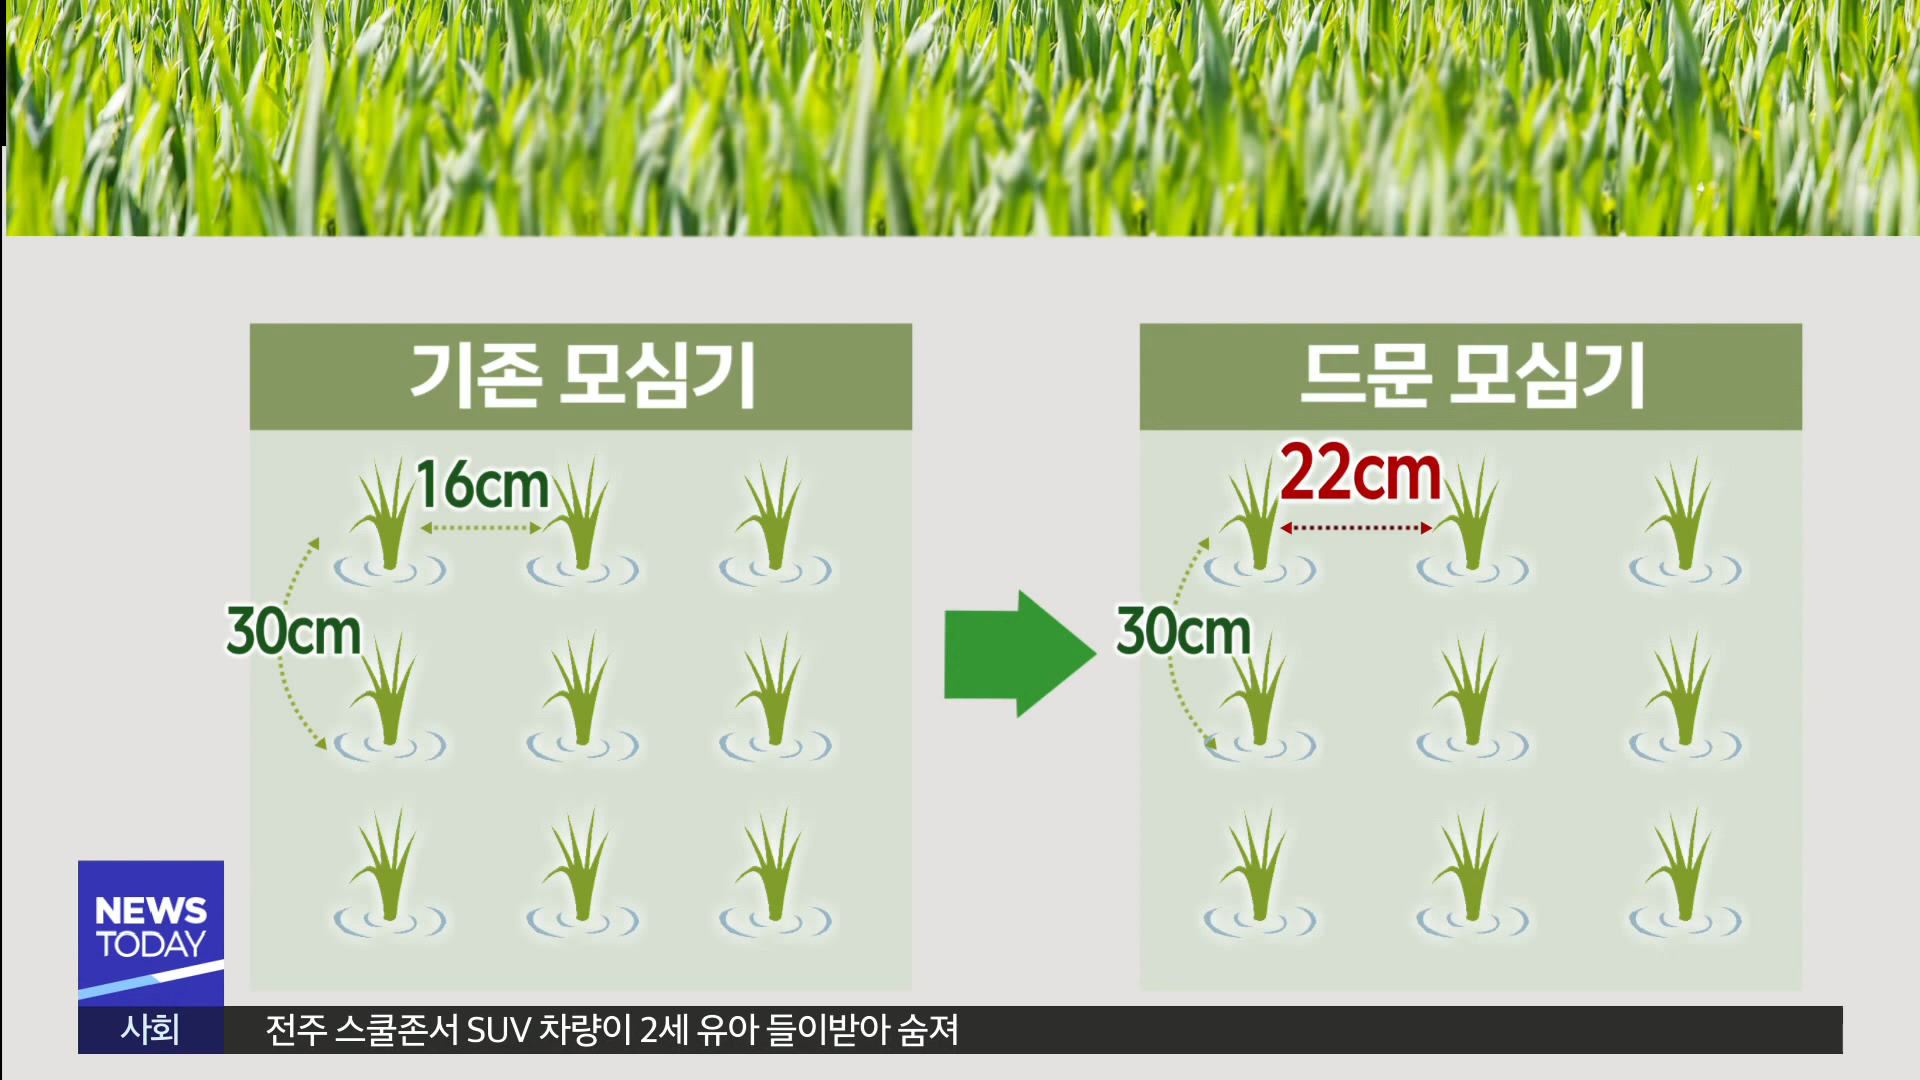 기존 모심기
드문 모심기
16cm
22cm
30cm
30cm
NEWS
TODAY
사회
전주 스쿨존서 SUV 차량이 2세 유아 들이받아 숨져